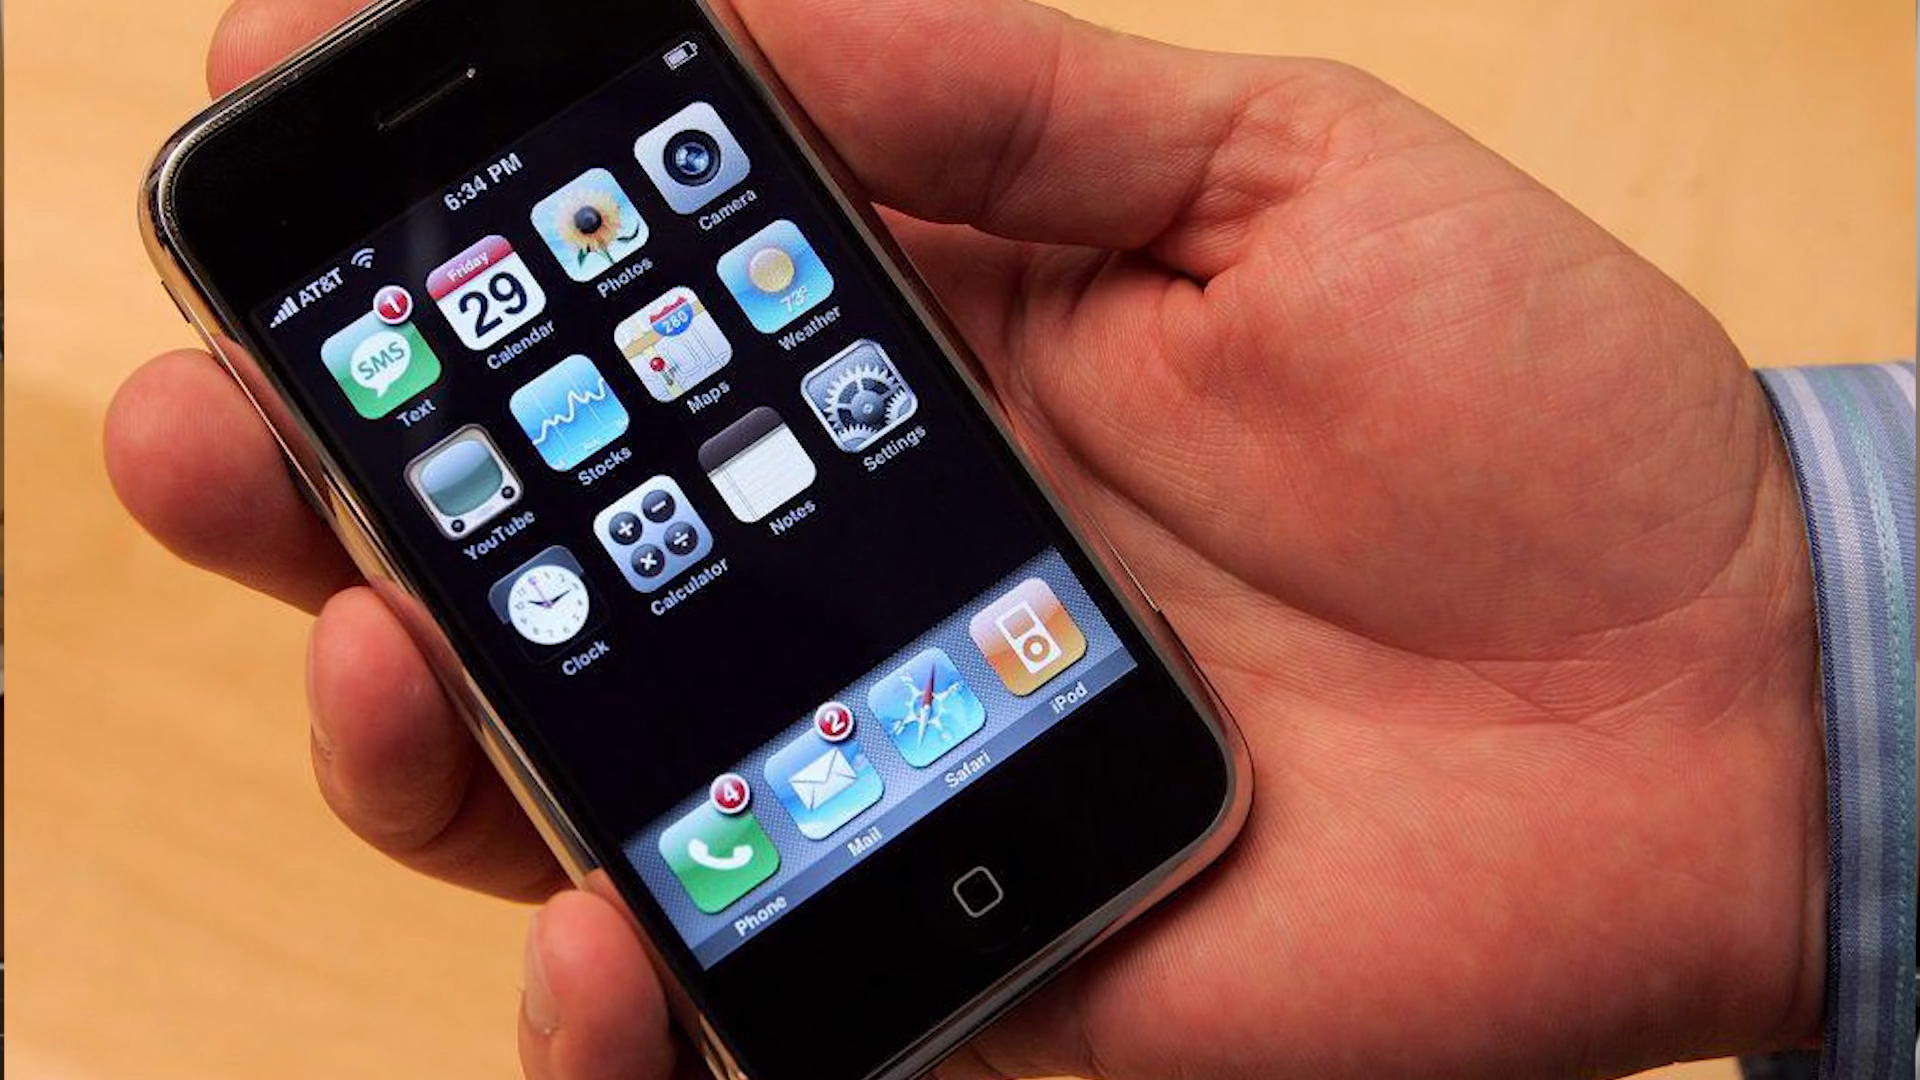 AT&T
6:34 PM
1
SMS
Text
Friday
29
Calendar
Photos
Camera
YouTube
Stocks
280
Maps
73°
Weather
Clock
Calculator
Notes
Settings
4
Phone
2
Mail
Safari
iPod